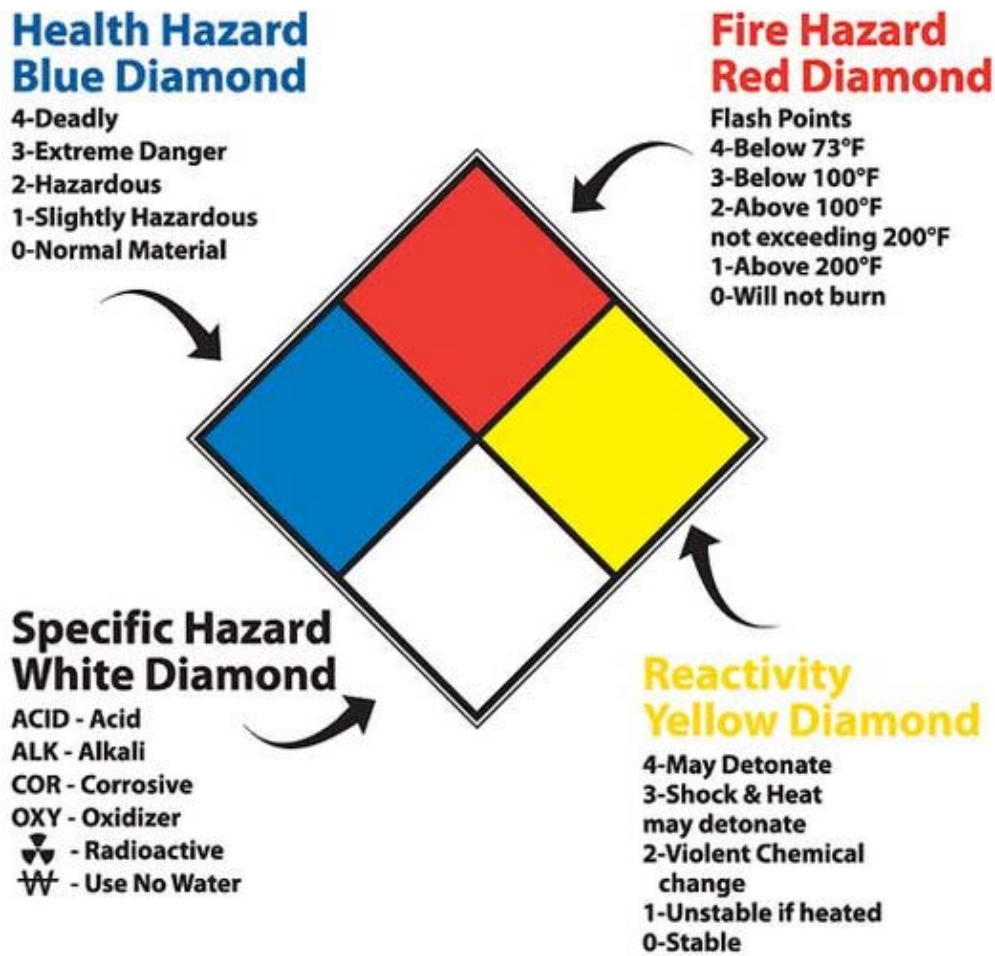 Health Hazard
Blue Diamond
4-Deadly
3-Extreme Danger
2-Hazardous
1-Slightly Hazardous
0-Normal Material
Fire Hazard
Red Diamond
Flash Points
4-Below 73°F
3-Below 100°F
2-Above 100°F
not exceeding 200°F
1-Above 200°F
0-Will not burn
Specific Hazard
White Diamond
ACID - Acid
ALK - Alkali
COR - Corrosive
OXY - Oxidizer
- Radioactive
W - Use No Water
Reactivity
Yellow Diamond
4-May Detonate
3-Shock & Heat
may detonate
2-Violent Chemical
change
1-Unstable if heated
0-Stable